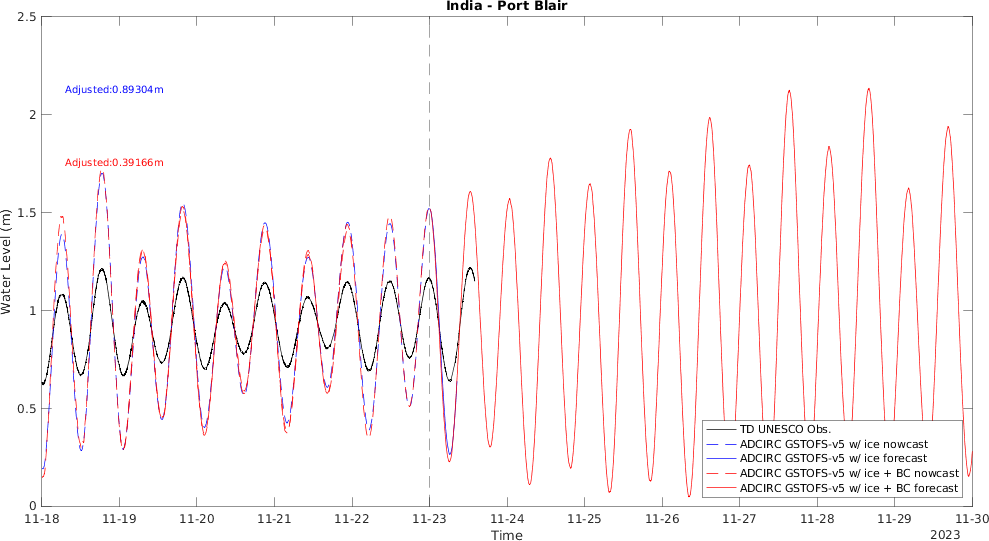 India - Port Blair
2.5
2
1.5
1
0.5
0
Water Level (m)
Adjusted:0.89304m
Adjusted:0.39166m
TD UNESCO Obs.
ADCIRC GSTOFS-v5 w/ ice nowcast
ADCIRC GSTOFS-v5 w/ ice forecast
ADCIRC GSTOFS-v5 w/ ice + BC nowcast
ADCIRC GSTOFS-v5 w/ ice + BC forecast
11-18 11-19 11-20 11-21 11-22 11-23 11-24 11-25 11-26 11-27 11-28 11-29 11-30
Time
2023